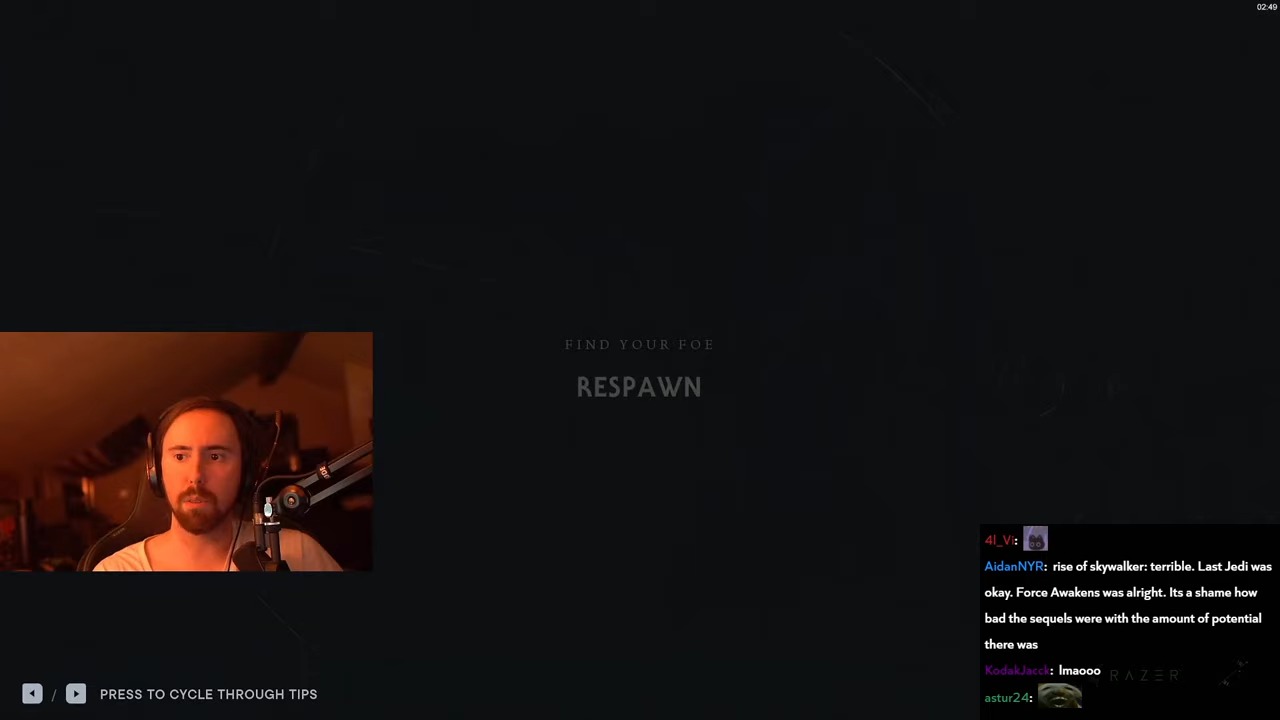 02:49
FIND YOUR FOE
RESPAWN
4l_Vi:
AidanNYR: rise of skywalker: terrible. Last Jedi was
okay. Force Awakens was alright. Its a shame how
bad the sequels were with the amount of potential
there was
KodakJacck: lmaooo
RAZER
astur24:
/ PRESS TO CYCLE THROUGH TIPS